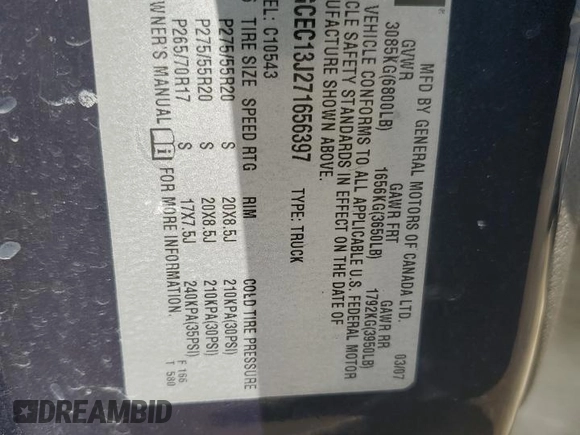 MFD BY GENERAL MOTORS OF CANADA LTD.
03/07
GVWR GAWR FRT GAWR RR
3085KG(6800LB) 1656KG(3650LB) 1792KG(3950LB)
VEHICLE CONFORMS TO ALL APPLICABLE U.S. FEDERAL MOTOR
CLE SAFETY STANDARDS IN EFFECT ON THE DATE OF
UFACTURE SHOWN ABOVE.
GCEC13J271656397 TYPE: TRUCK
EL: C10543
TIRE SIZE SPEED RTG RIM COLD TIRE PRESSURE
P275/55R20 S 20X8.5J 210KPA(30PSI)
P275/55R20 S 20X8.5J 210KPA(30PSI)
P265/70R17 S 17X7.5J 240KPA(35PSI)
WNER'S MANUAL i FOR MORE INFORMATION.
F 166
T 580
DREAMBID